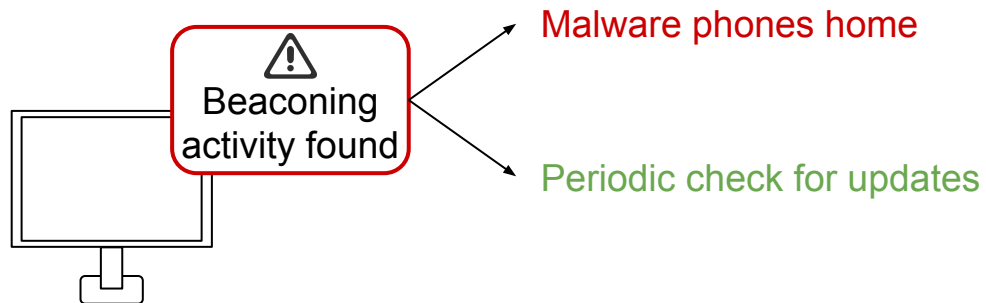 Beaconing
activity found
Malware phones home
Periodic check for updates